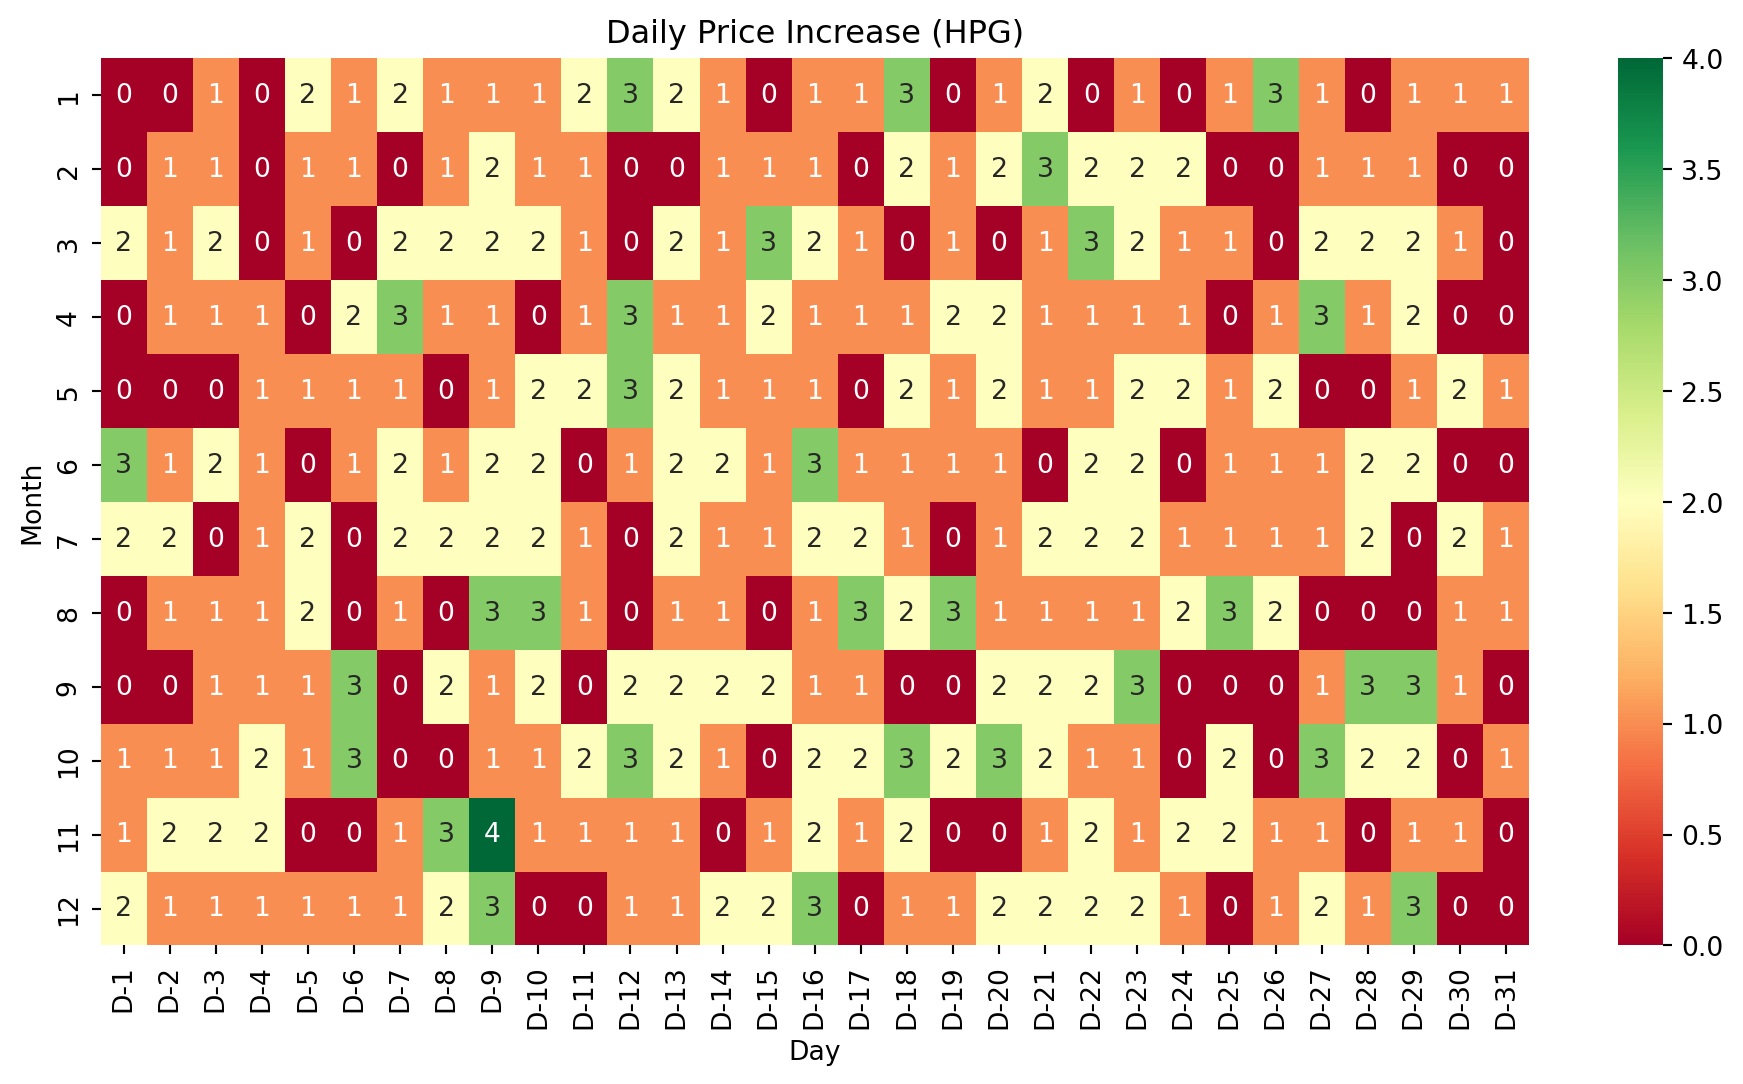 Daily Price Increase (HPG)
1 0 0 1 0 2 1 2 1 1 1 2 3 2 1 0 1 1 3 0 1 2 0 1 0 1 3 1 0 1 1 1
2 0 1 1 0 1 1 0 1 2 1 1 0 0 1 1 1 0 2 1 2 3 2 2 2 0 0 1 1 1 0 0
3 2 1 2 0 1 0 2 2 2 2 1 0 2 1 3 2 1 0 1 0 1 3 2 1 1 0 2 2 2 1 0
4 0 1 1 1 0 2 3 1 1 0 1 3 1 1 2 1 1 1 2 2 1 1 1 1 0 1 3 1 2 0 0
5 0 0 0 1 1 1 1 0 1 2 2 3 2 1 1 1 0 2 1 2 1 1 2 2 1 2 0 0 1 2 1
6 3 1 2 1 0 1 2 1 2 2 0 1 2 2 1 3 1 1 1 1 0 2 2 0 1 1 1 2 2 0 0
7 2 2 0 1 2 0 2 2 2 2 1 0 2 1 1 2 2 1 0 1 2 2 2 1 1 1 1 2 0 2 1
8 0 1 1 1 2 0 1 0 3 3 1 0 1 1 0 1 3 2 3 1 1 1 1 2 3 2 0 0 0 1 1
9 0 0 1 1 1 3 0 2 1 2 0 2 2 2 2 1 1 0 0 2 2 2 3 0 0 0 1 3 3 1 0
10 1 1 1 2 1 3 0 0 1 1 2 3 2 1 0 2 2 3 2 3 2 1 1 0 2 0 3 2 2 0 1
11 1 2 2 2 0 0 1 3 4 1 1 1 1 0 1 2 1 2 0 0 1 2 1 2 2 1 1 0 1 1 0
12 2 1 1 1 1 1 1 2 3 0 0 1 1 2 2 3 0 1 1 2 2 2 2 1 0 1 2 1 3 0 0
Month
D-1 D-2 D-3 D-4 D-5 D-6 D-7 D-8 D-9 D-10 D-11 D-12 D-13 D-14 D-15 D-16 D-17 D-18 D-19 D-20 D-21 D-22 D-23 D-24 D-25 D-26 D-27 D-28 D-29 D-30 D-31
Day
4.0
3.5
3.0
2.5
2.0
1.5
1.0
0.5
0.0